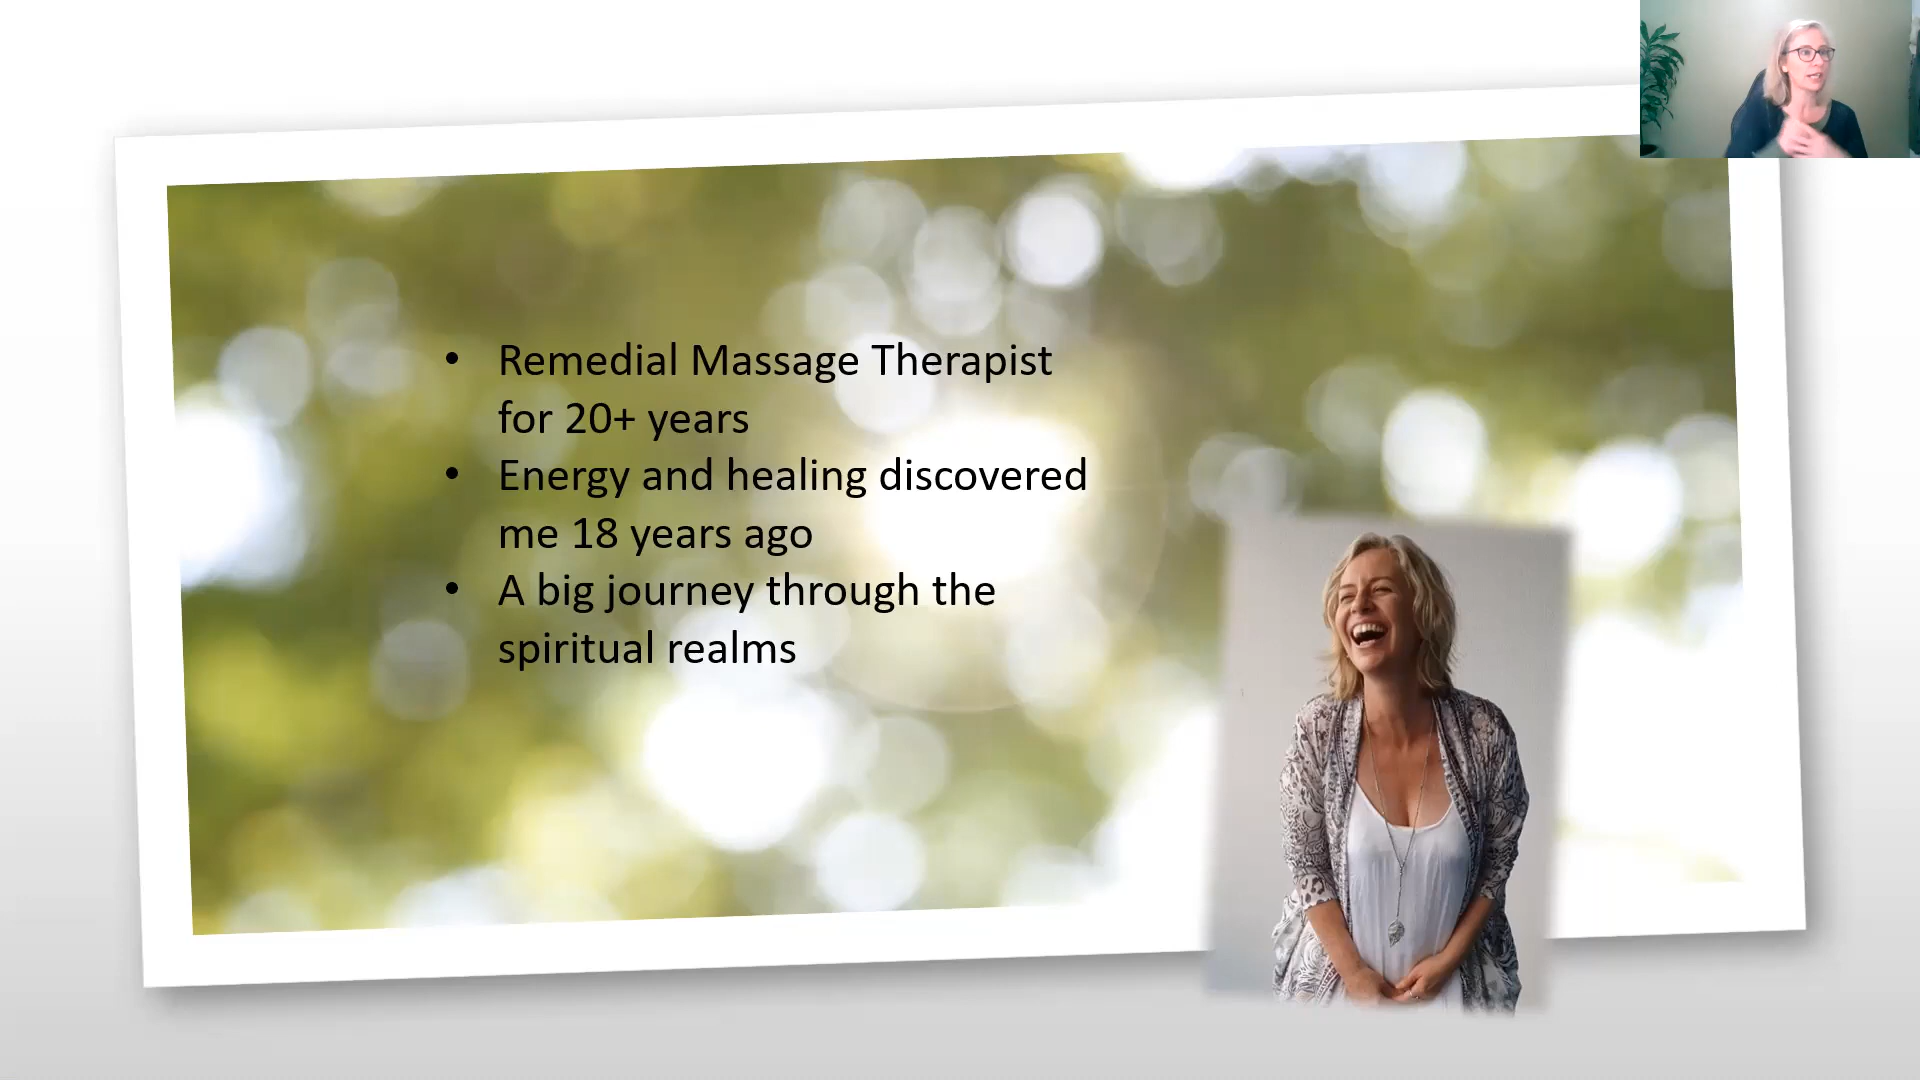 • Remedial Massage Therapist
for 20+ years
• Energy and healing discovered
me 18 years ago
• A big journey through the
spiritual realms